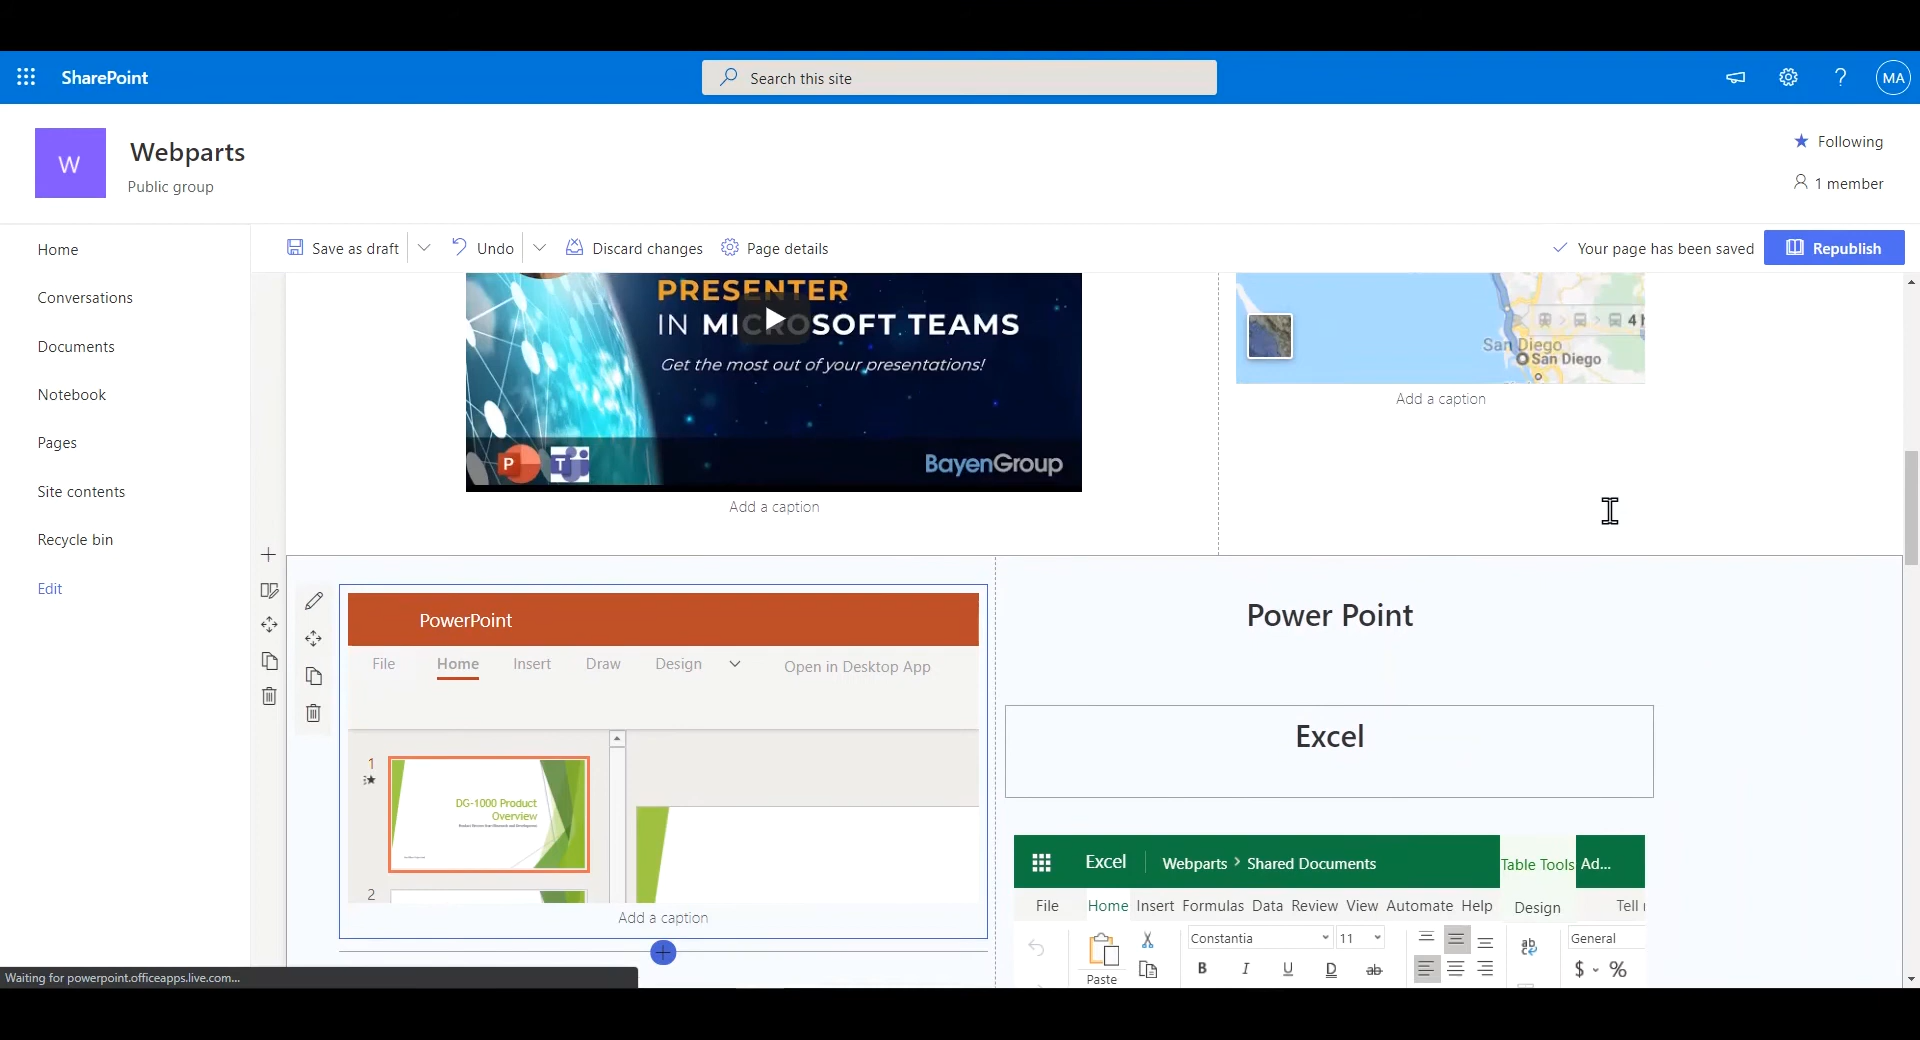 SharePoint
Search this site
MA
W
Webparts
Public group
Following
1 member
Home
Conversations
Documents
Notebook
Pages
Site contents
Recycle bin
Edit
Save as draft
Undo
Discard changes
Page details
Your page has been saved
Republish
PRESENTER
IN MICROSOFT TEAMS
Get the most out of your presentations!
P
T
BayenGroup
Add a caption
4 h
San Diego
San Diego
Add a caption
PowerPoint
File Home Insert Draw Design Open in Desktop App
1
DG-1000 Product
Overview
2
Add a caption
Power Point
Excel
Excel Webparts > Shared Documents Table Tools Ad...
File Home Insert Formulas Data Review View Automate Help Design Tell
Paste
Constantia 11
B I U D ab
ab
General
$ %
Waiting for powerpoint.officeapps.live.com...